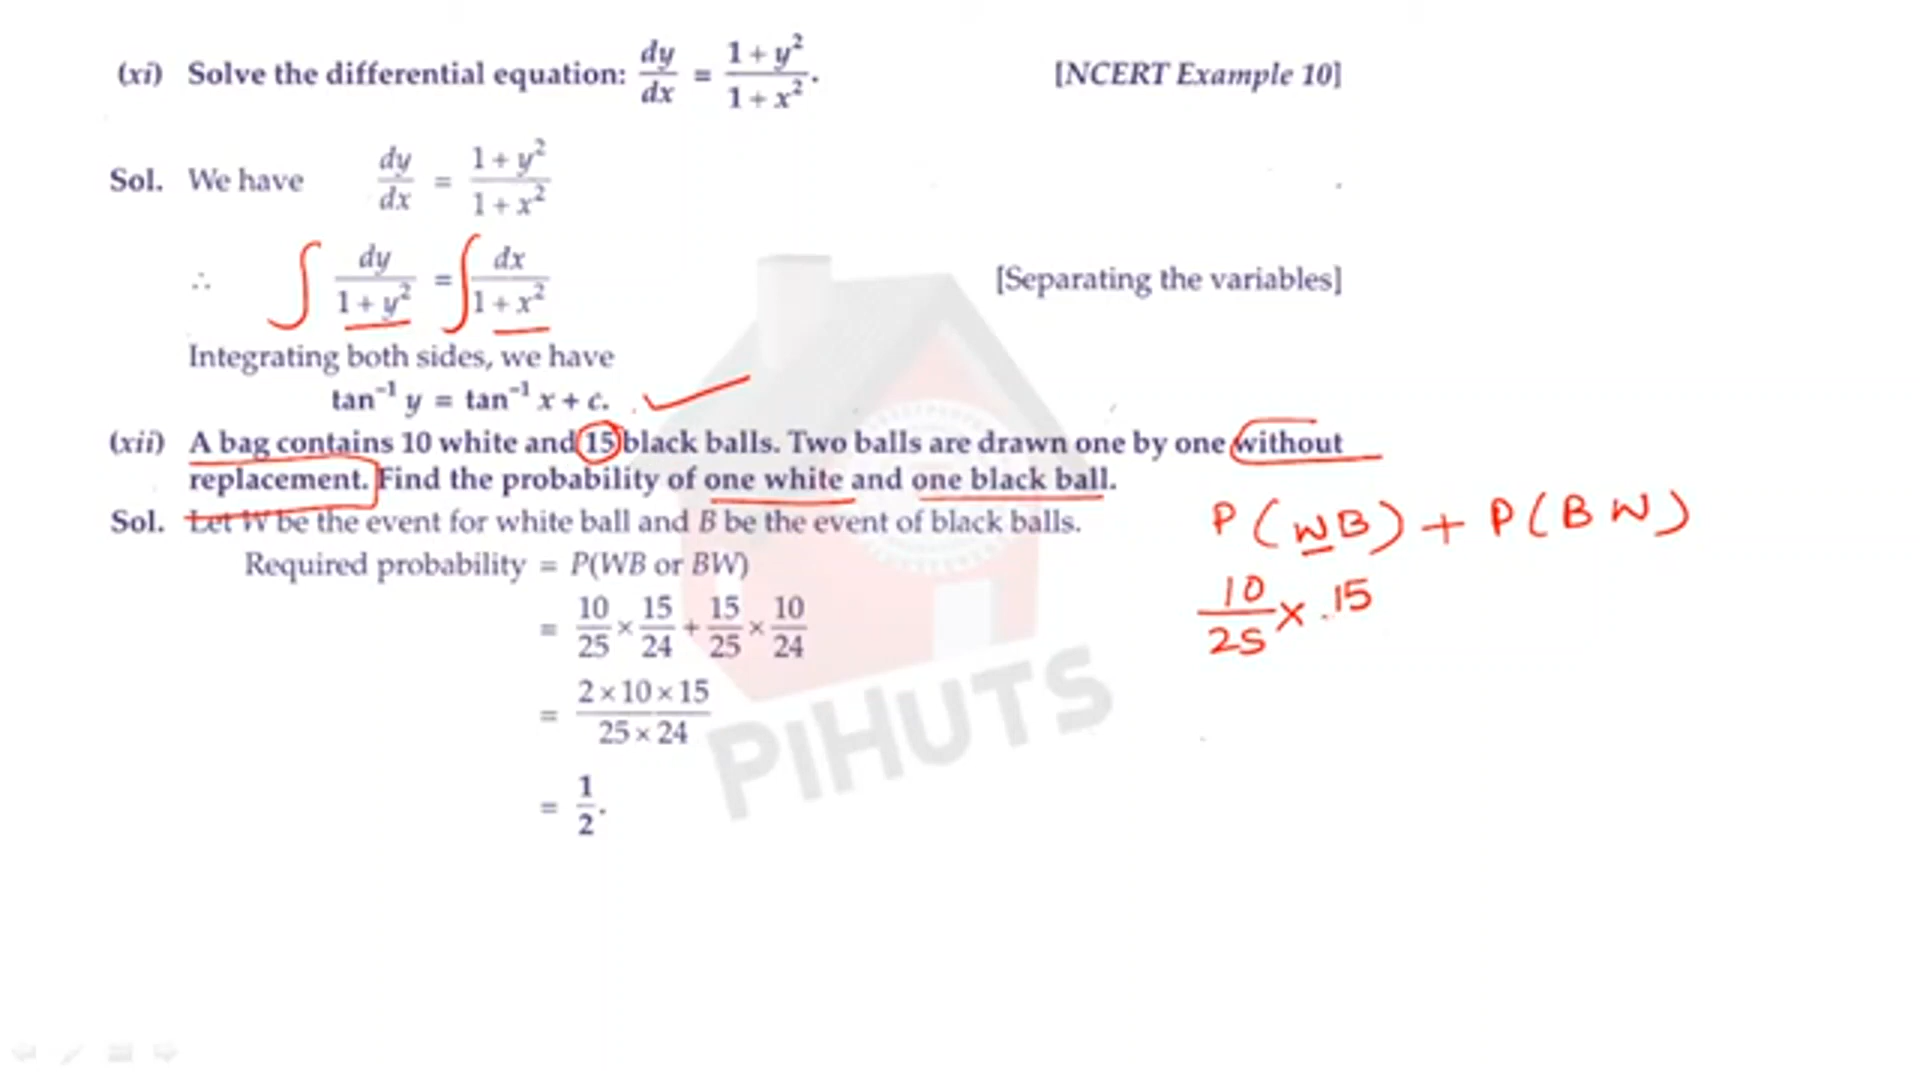 (xi) Solve the differential equation: dy/dx = (1 + y²)/(1 + x²). [NCERT Example 10]
Sol. We have dy/dx = (1 + y²)/(1 + x²)
∴ ∫ dy/(1 + y²) = ∫ dx/(1 + x²) [Separating the variables]
Integrating both sides, we have
tan⁻¹ y = tan⁻¹ x + c.
(xii) A bag contains 10 white and 15 black balls. Two balls are drawn one by one without
replacement. Find the probability of one white and one black ball.
Sol. Let W be the event for white ball and B be the event of black balls.
P(WB) + P(BW)
Required probability = P(WB or BW)
= 10/25 × 15/24 + 15/25 × 10/24
10/25 × .15
= (2 × 10 × 15)/(25 × 24)
= 1/2.
PiHUTS